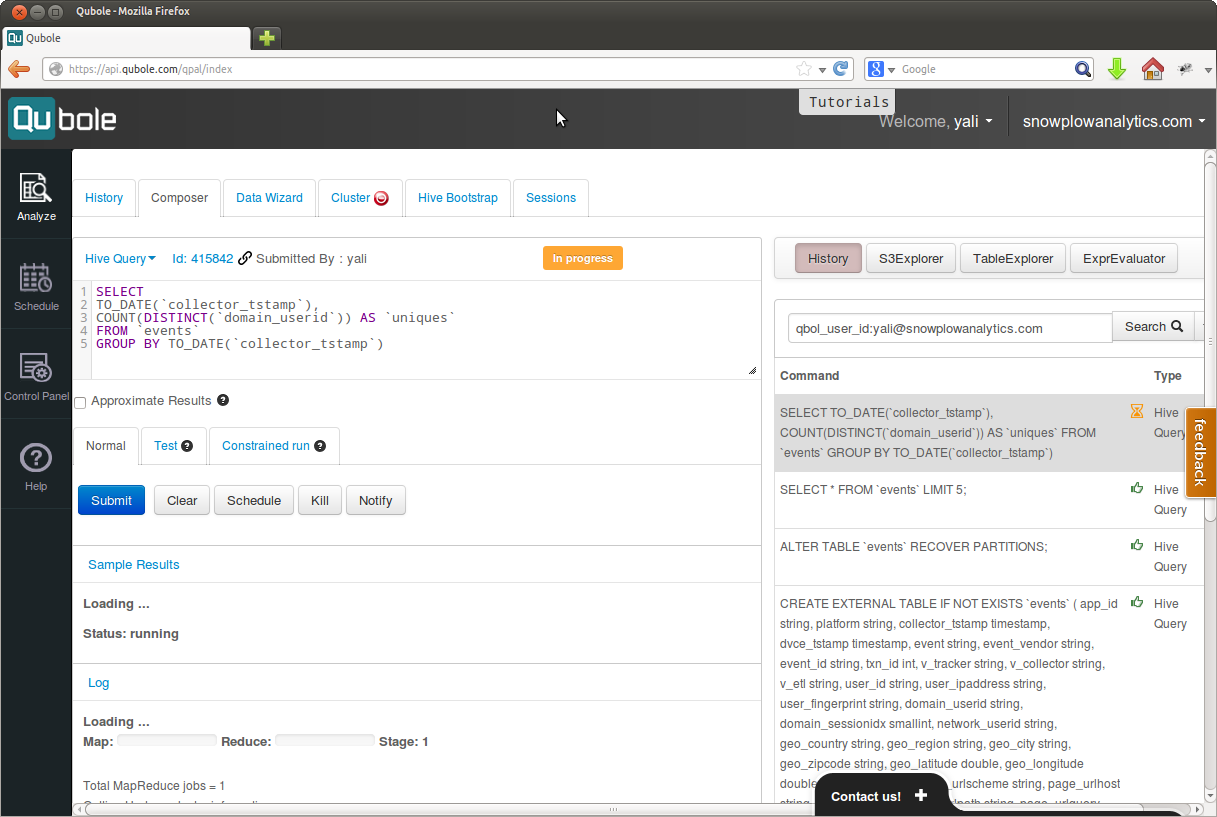 Qubole - Mozilla Firefox
Qubole
https://api.qubole.com/qpal/index
Google
Qubole
Tutorials
Welcome, yali
snowplowanalytics.com
Analyze
Schedule
Control Panel
Help
History
Composer
Data Wizard
Cluster
Hive Bootstrap
Sessions
Hive Query
Id: 415842
Submitted By : yali
In progress
1 SELECT
2 TO_DATE(`collector_tstamp`),
3 COUNT(DISTINCT(`domain_userid`)) AS `uniques`
4 FROM `events`
5 GROUP BY TO_DATE(`collector_tstamp`)
Approximate Results
Normal
Test
Constrained run
Submit
Clear
Schedule
Kill
Notify
Sample Results
Loading ...
Status: running
Log
Loading ...
Map: Reduce: Stage: 1
Total MapReduce jobs = 1
History
S3Explorer
TableExplorer
ExprEvaluator
qbol_user_id:yali@snowplowanalytics.com
Search
Command Type
SELECT TO_DATE(`collector_tstamp`), Hive
COUNT(DISTINCT(`domain_userid`)) AS `uniques` FROM Query
`events` GROUP BY TO_DATE(`collector_tstamp`)
SELECT * FROM `events` LIMIT 5; Hive
Query
ALTER TABLE `events` RECOVER PARTITIONS; Hive
Query
CREATE EXTERNAL TABLE IF NOT EXISTS `events` ( app_id Hive
string, platform string, collector_tstamp timestamp, Query
dvce_tstamp timestamp, event string, event_vendor string,
event_id string, txn_id int, v_tracker string, v_collector string,
v_etl string, user_id string, user_ipaddress string,
user_fingerprint string, domain_userid string,
domain_sessionidx smallint, network_userid string,
geo_country string, geo_region string, geo_city string,
geo_zipcode string, geo_latitude double, geo_longitude
urlscheme string, page_urlhost
feedback
Contact us!